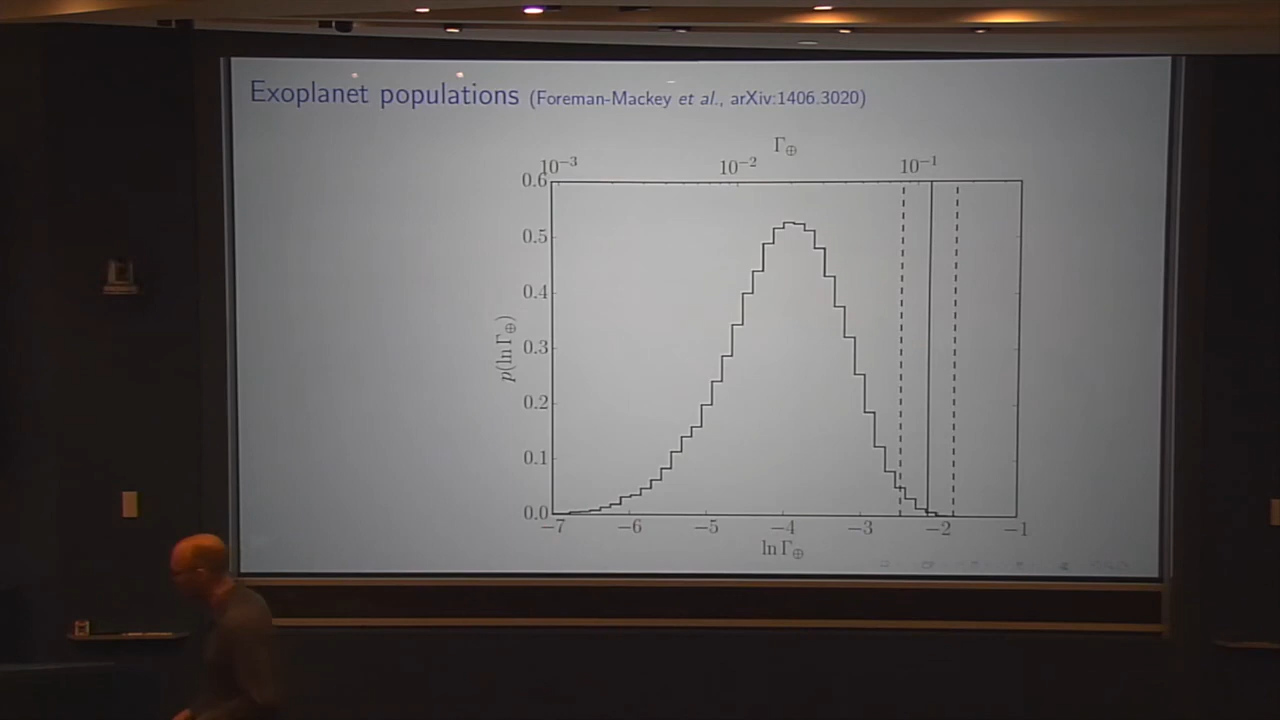 Exoplanet populations (Foreman-Mackey et al., arXiv:1406.3020)
Γ⊕
10⁻³ 10⁻² 10⁻¹
0.6
0.5
0.4
0.3
0.2
0.1
0.0
p(ln Γ⊕)
−7 −6 −5 −4 −3 −2 −1
ln Γ⊕